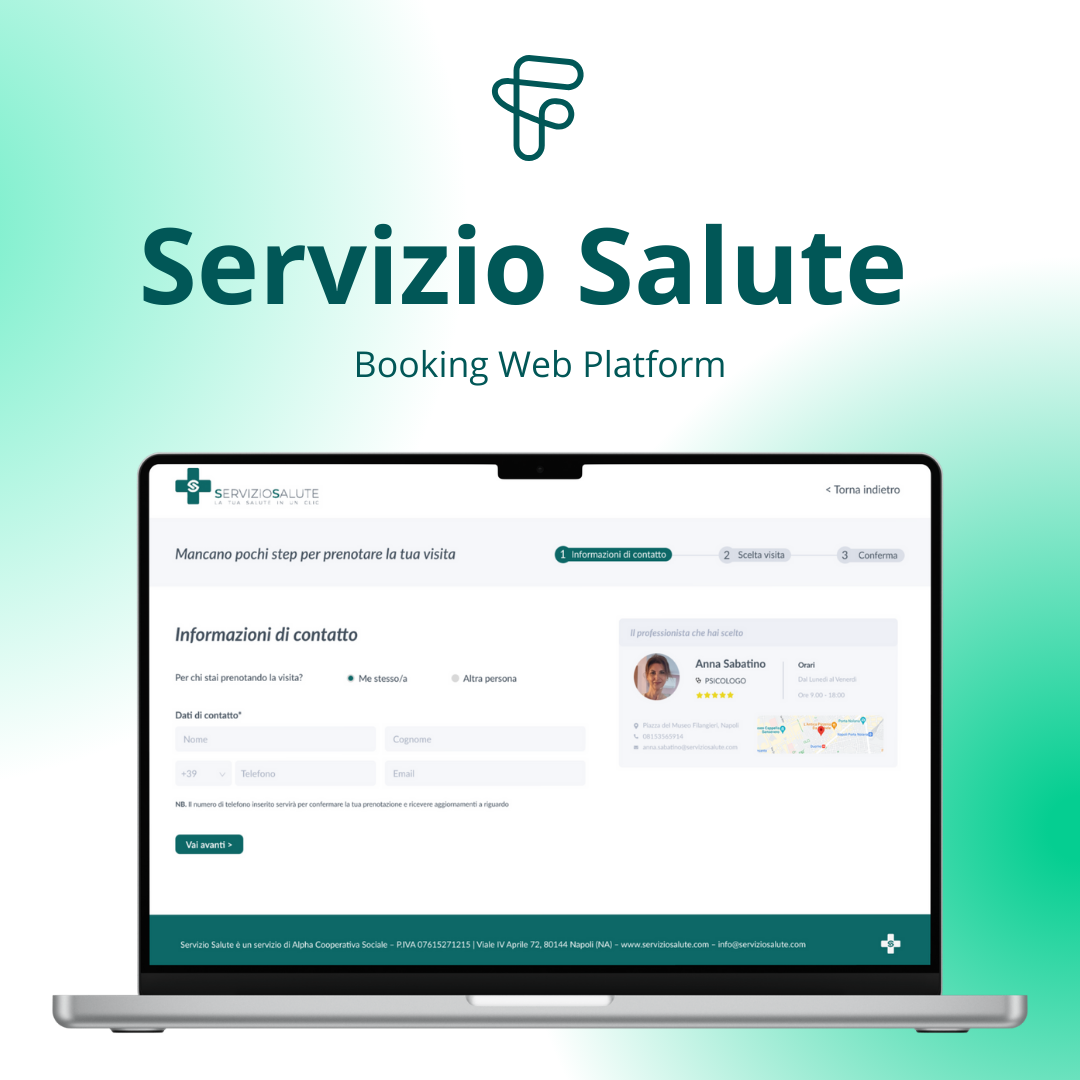 Servizio Salute
Booking Web Platform
SERVIZIOSALUTE
LA TUA SALUTE IN UN CLIC
< Torna indietro
Mancano pochi step per prenotare la tua visita
1 Informazioni di contatto
2 Scelta visita
3 Conferma
Informazioni di contatto
Per chi stai prenotando la visita?
Me stesso/a
Altra persona
Dati di contatto*
Nome
Cognome
+39
Telefono
Email
NB. Il numero di telefono inserito servirà per confermare la tua prenotazione e ricevere aggiornamenti a riguardo
Vai avanti >
Il professionista che hai scelto
Anna Sabatino
PSICOLOGO
Orari
Dal Lunedì al Venerdì
Ore 9:00 - 18:00
Piazza del Museo Filangieri, Napoli
08153565914
anna.sabatino@serviziosalute.com
Servizio Salute è un servizio di Alpha Cooperativa Sociale – P.IVA 07615271215 | Viale IV Aprile 72, 80144 Napoli (NA) – www.serviziosalute.com – info@serviziosalute.com